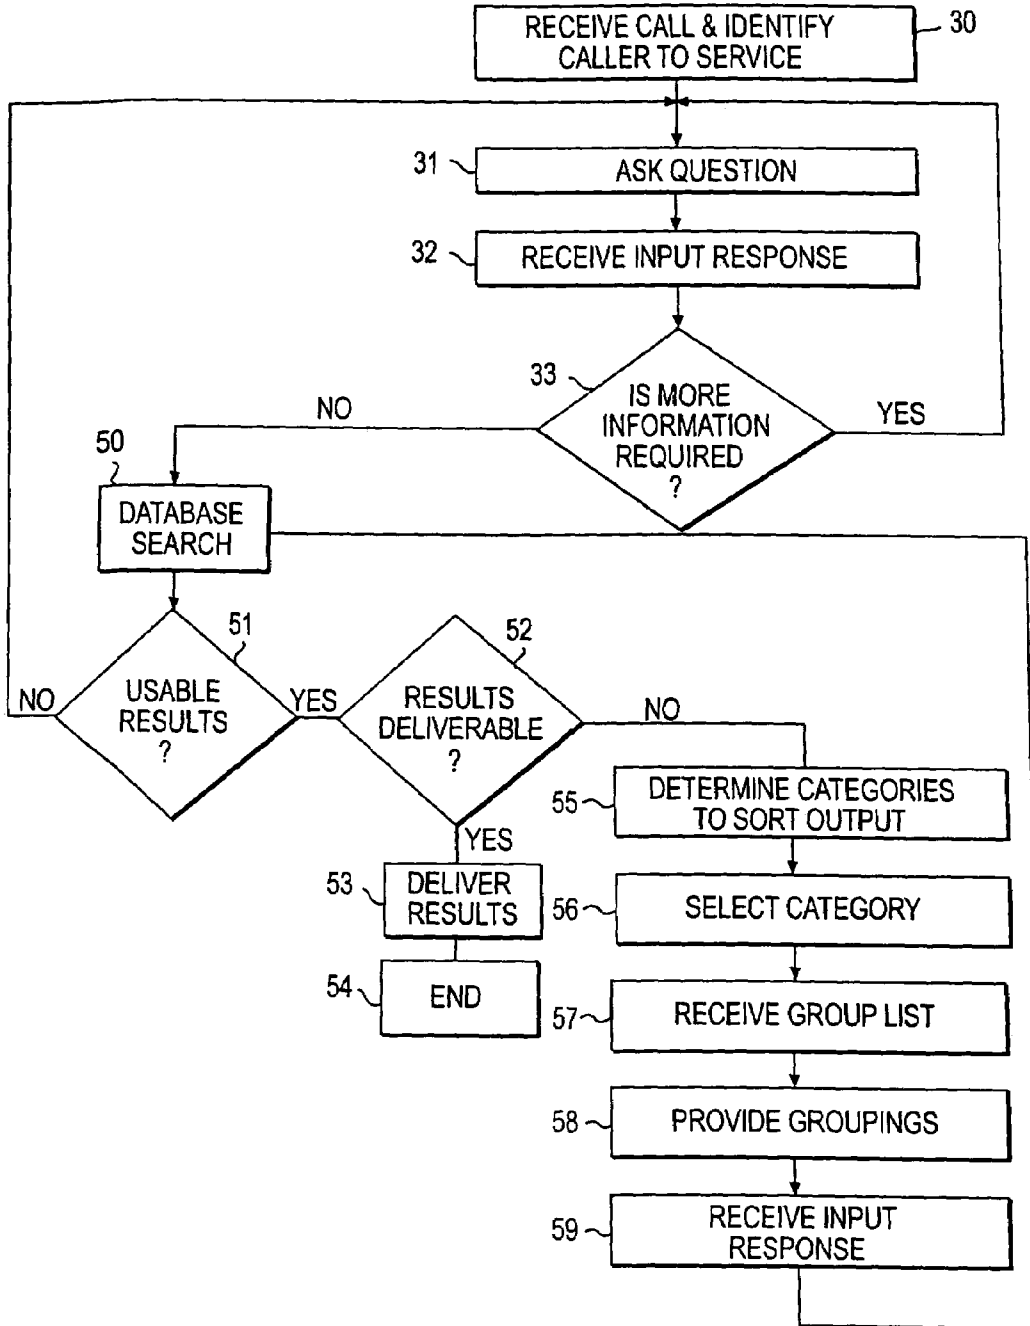 RECEIVE CALL & IDENTIFY
CALLER TO SERVICE
30
31
ASK QUESTION
32
RECEIVE INPUT RESPONSE
33
IS MORE
INFORMATION
REQUIRED
?
NO
YES
50
DATABASE
SEARCH
51
USABLE
RESULTS
?
NO
YES
52
RESULTS
DELIVERABLE
?
NO
YES
53
DELIVER
RESULTS
54
END
55
DETERMINE CATEGORIES
TO SORT OUTPUT
56
SELECT CATEGORY
57
RECEIVE GROUP LIST
58
PROVIDE GROUPINGS
59
RECEIVE INPUT
RESPONSE